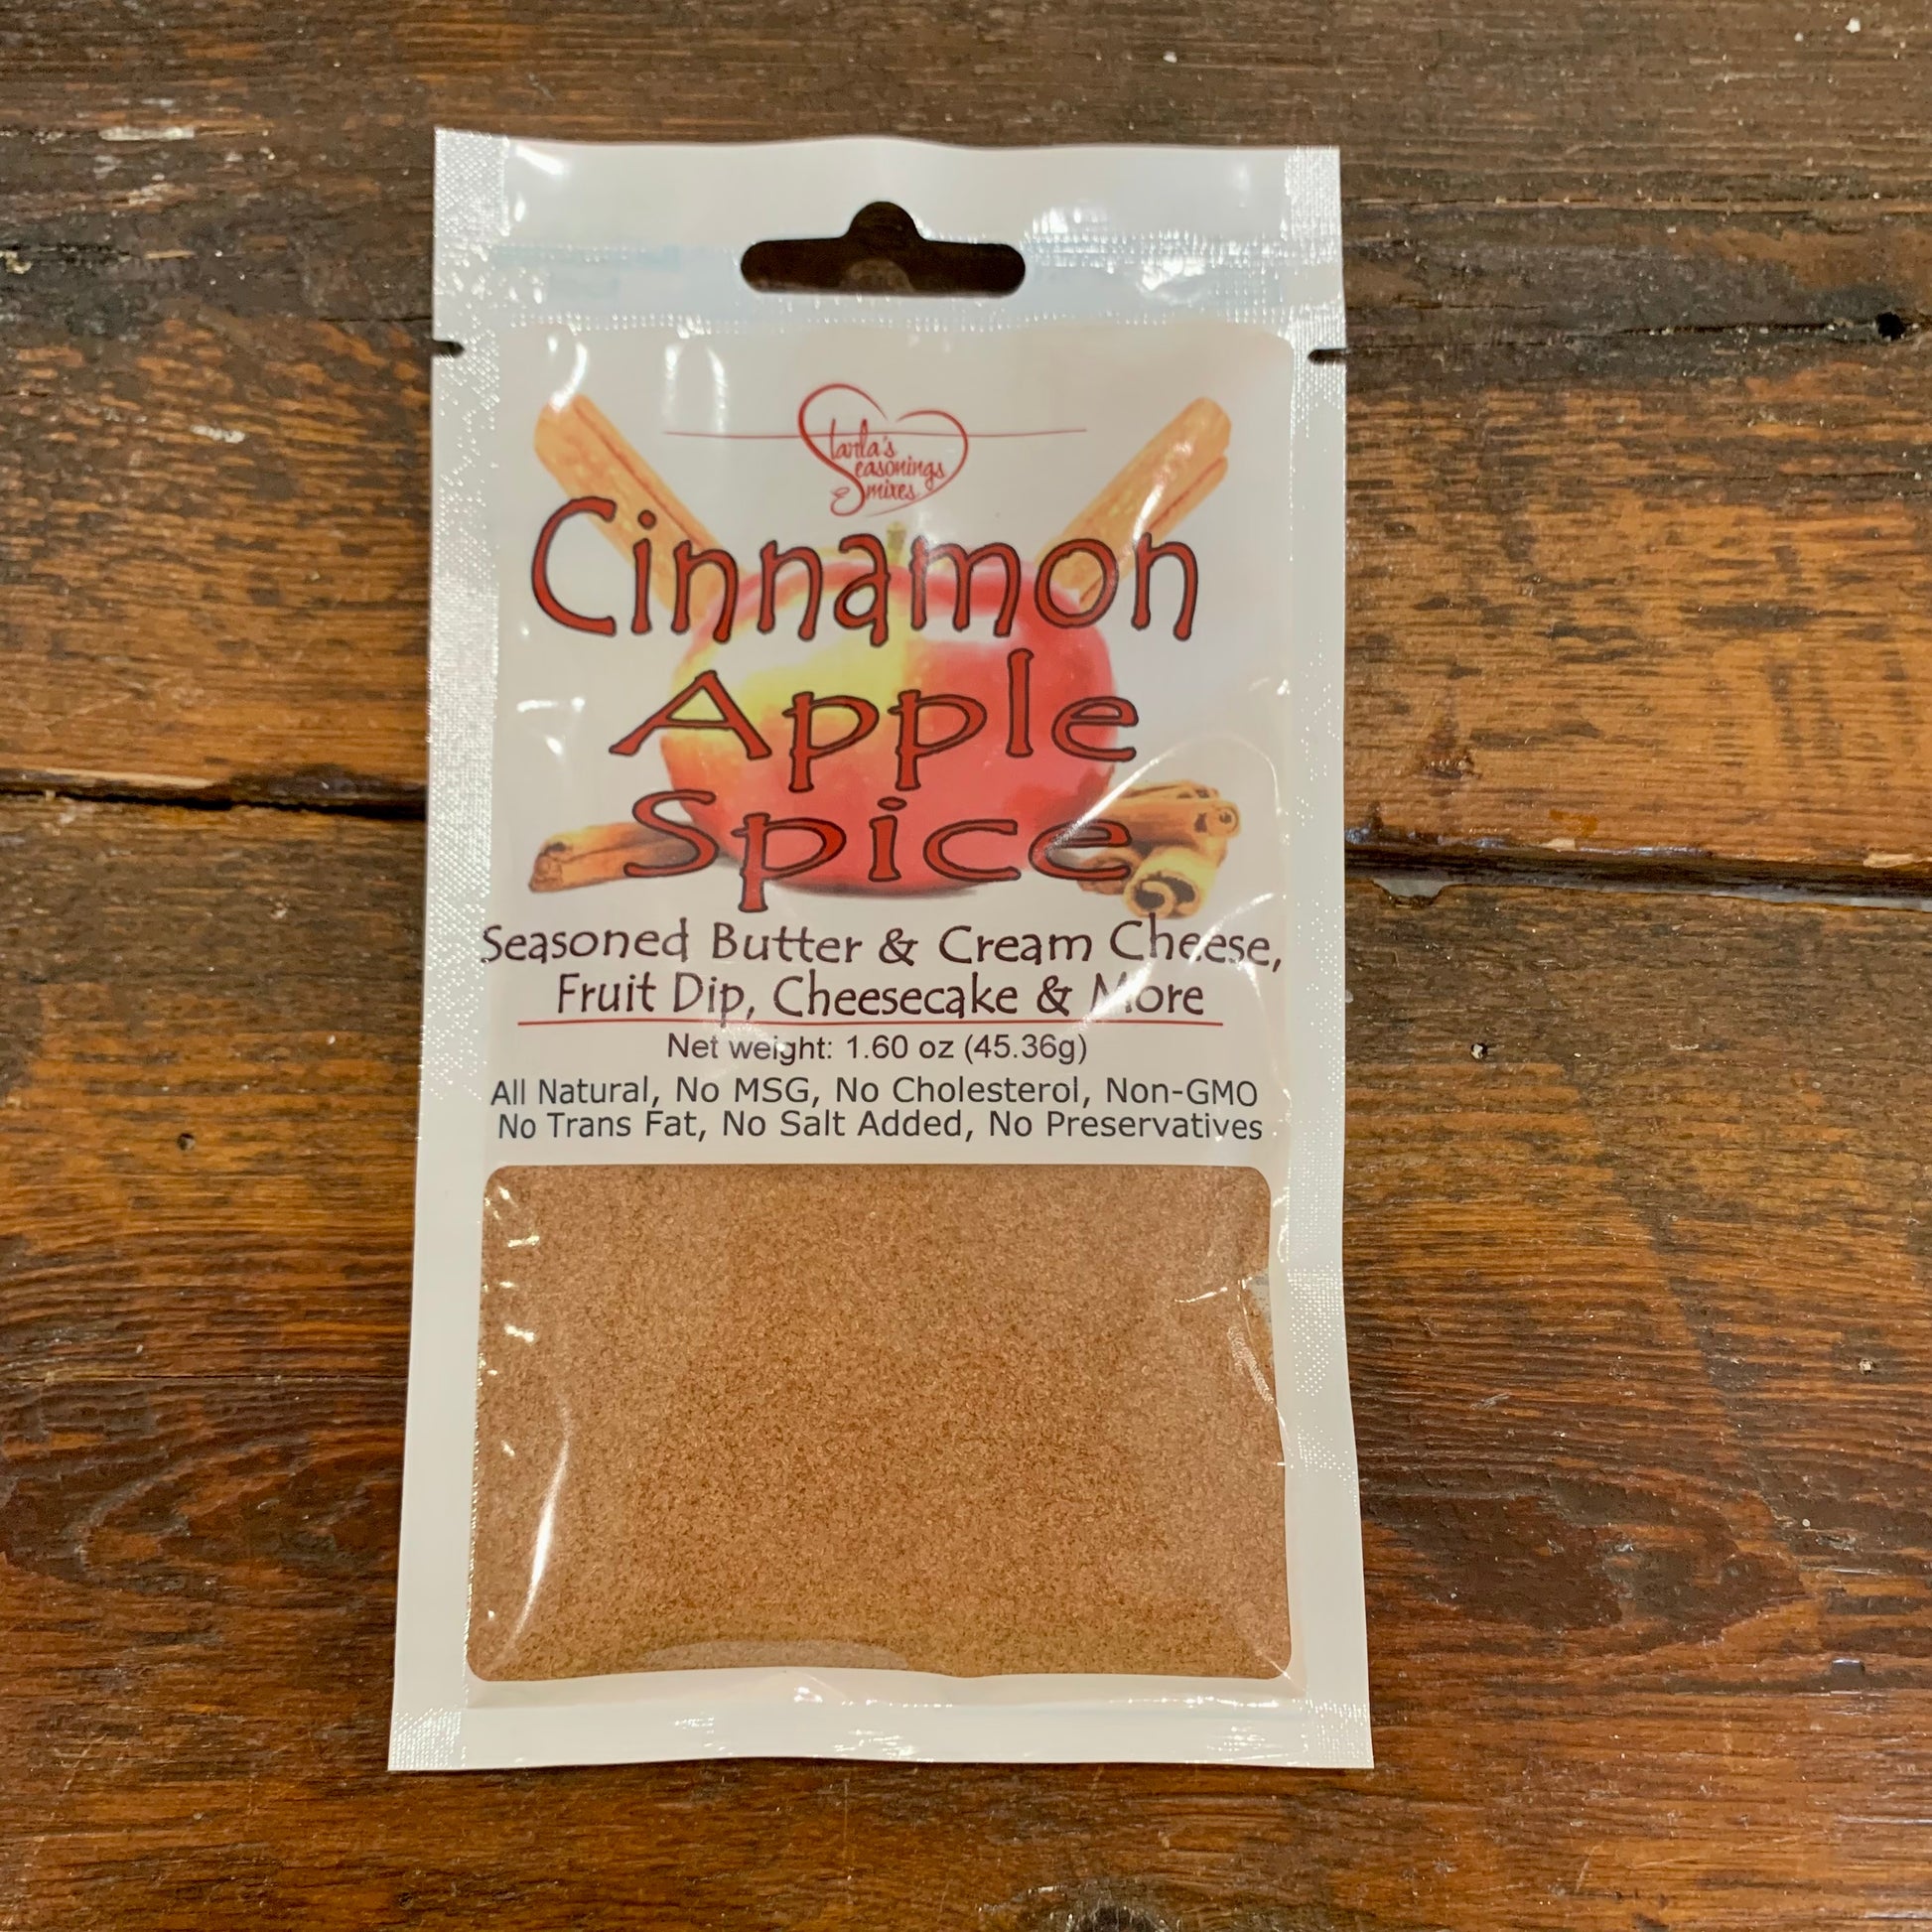 Tarla's
Seasonings
& mixes
Cinnamon
Apple
Spice
Seasoned Butter & Cream Cheese,
Fruit Dip, Cheesecake & More
Net weight: 1.60 oz (45.36g)
All Natural, No MSG, No Cholesterol, Non-GMO
No Trans Fat, No Salt Added, No Preservatives